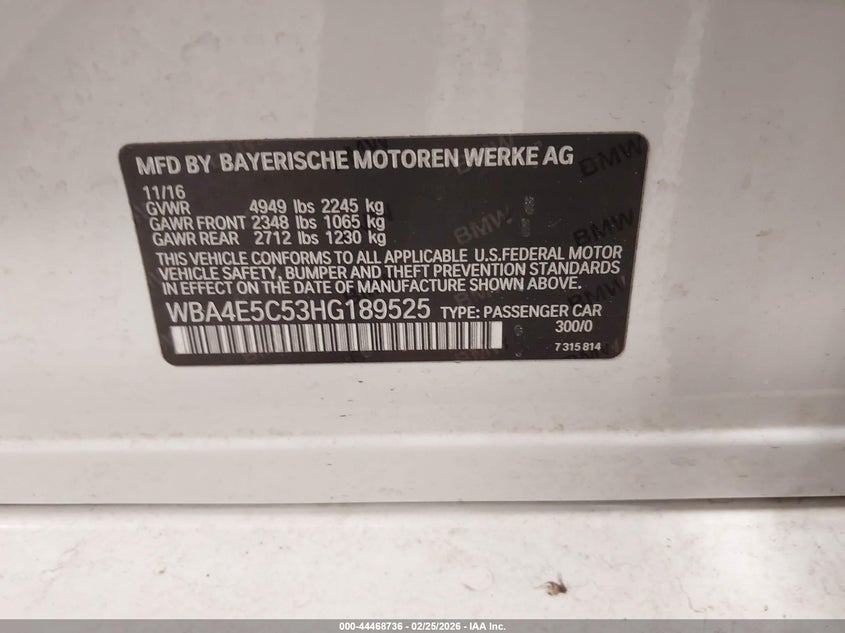 MFD BY BAYERISCHE MOTOREN WERKE AG
11/16
GVWR 4949 lbs 2245 kg
GAWR FRONT 2348 lbs 1065 kg
GAWR REAR 2712 lbs 1230 kg
THIS VEHICLE CONFORMS TO ALL APPLICABLE U.S.FEDERAL MOTOR
VEHICLE SAFETY, BUMPER AND THEFT PREVENTION STANDARDS
IN EFFECT ON THE DATE OF MANUFACTURE SHOWN ABOVE.
WBA4E5C53HG189525 TYPE: PASSENGER CAR
300/0
7 315 814
BMW
BMW
000-44468736 - 02/25/2026 - IAA Inc.